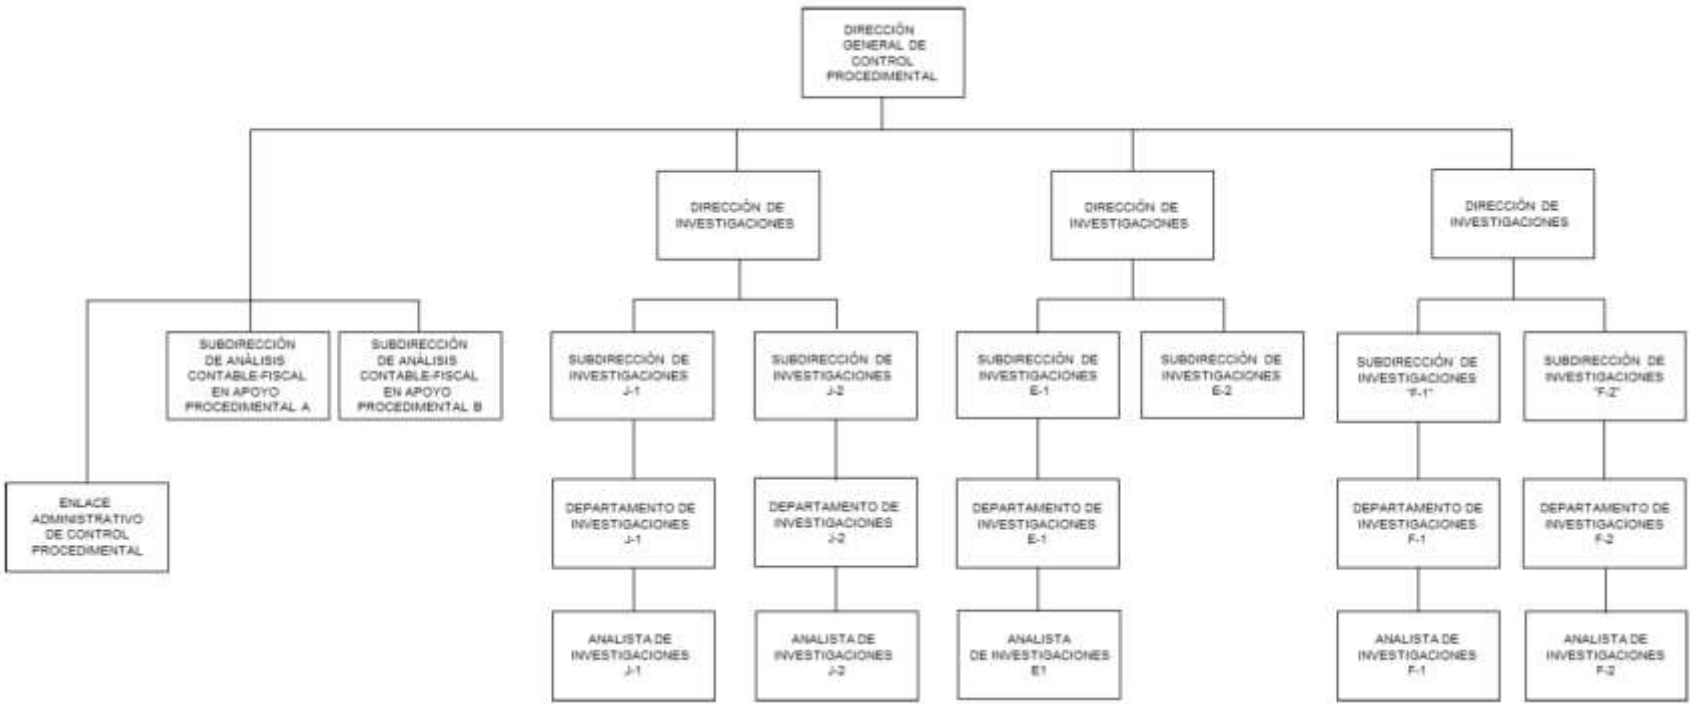 DIRECCIÓN
GENERAL DE
CONTROL
PROCEDIMENTAL
DIRECCIÓN DE
INVESTIGACIONES
DIRECCIÓN DE
INVESTIGACIONES
DIRECCIÓN DE
INVESTIGACIONES
SUBDIRECCIÓN
DE ANÁLISIS
CONTABLE-FISCAL
EN APOYO
PROCEDIMENTAL A
SUBDIRECCIÓN
DE ANÁLISIS
CONTABLE-FISCAL
EN APOYO
PROCEDIMENTAL B
SUBDIRECCIÓN DE
INVESTIGACIONES
J-1
SUBDIRECCIÓN DE
INVESTIGACIONES
J-2
SUBDIRECCIÓN DE
INVESTIGACIONES
E-1
SUBDIRECCIÓN DE
INVESTIGACIONES
E-2
SUBDIRECCIÓN DE
INVESTIGACIONES
"F-1"
SUBDIRECCIÓN DE
INVESTIGACIONES
"F-2"
ENLACE
ADMINISTRATIVO
DE CONTROL
PROCEDIMENTAL
DEPARTAMENTO DE
INVESTIGACIONES
J-1
DEPARTAMENTO DE
INVESTIGACIONES
J-2
DEPARTAMENTO DE
INVESTIGACIONES
E-1
DEPARTAMENTO DE
INVESTIGACIONES
F-1
DEPARTAMENTO DE
INVESTIGACIONES
F-2
ANALISTA DE
INVESTIGACIONES
J-1
ANALISTA DE
INVESTIGACIONES
J-2
ANALISTA
DE INVESTIGACIONES
E1
ANALISTA DE
INVESTIGACIONES
F-1
ANALISTA DE
INVESTIGACIONES
F-2